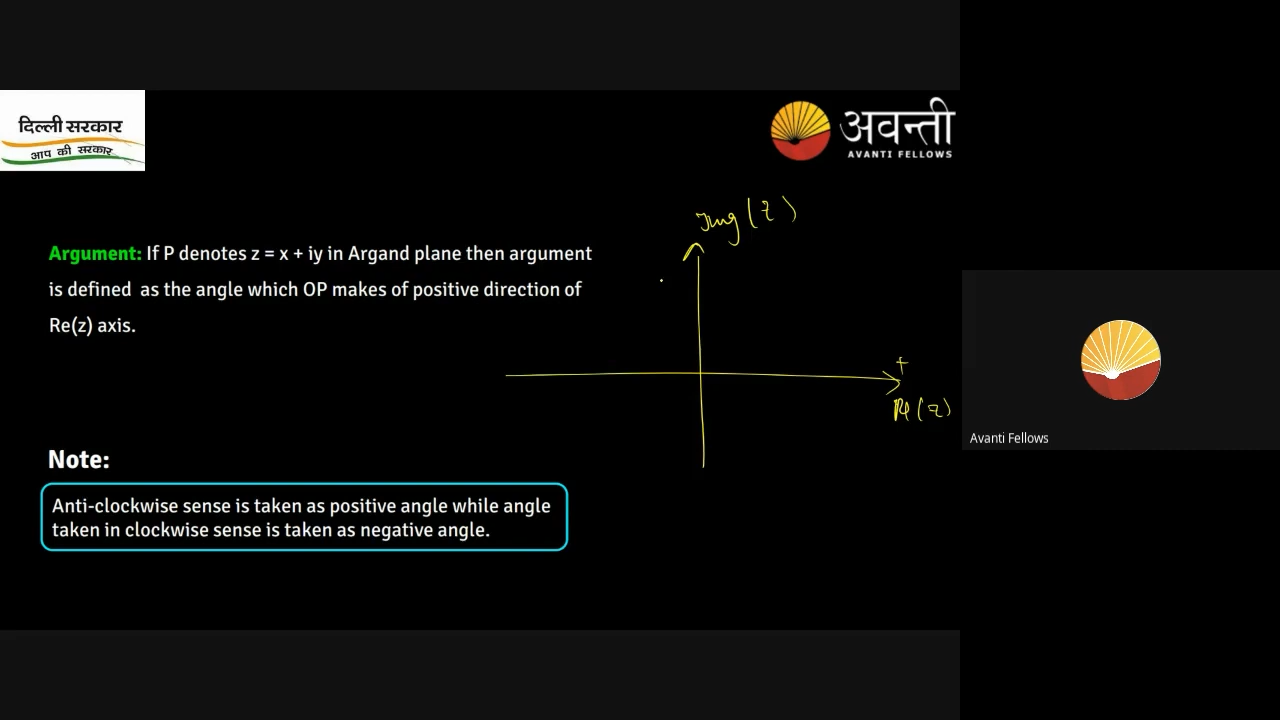 दिल्ली सरकार
आप की सरकार
अवन्ती
AVANTI FELLOWS
Img(z)
Argument: If P denotes z = x + iy in Argand plane then argument
is defined as the angle which OP makes of positive direction of
Re(z) axis.
+
Re(z)
Avanti Fellows
Note:
Anti-clockwise sense is taken as positive angle while angle
taken in clockwise sense is taken as negative angle.